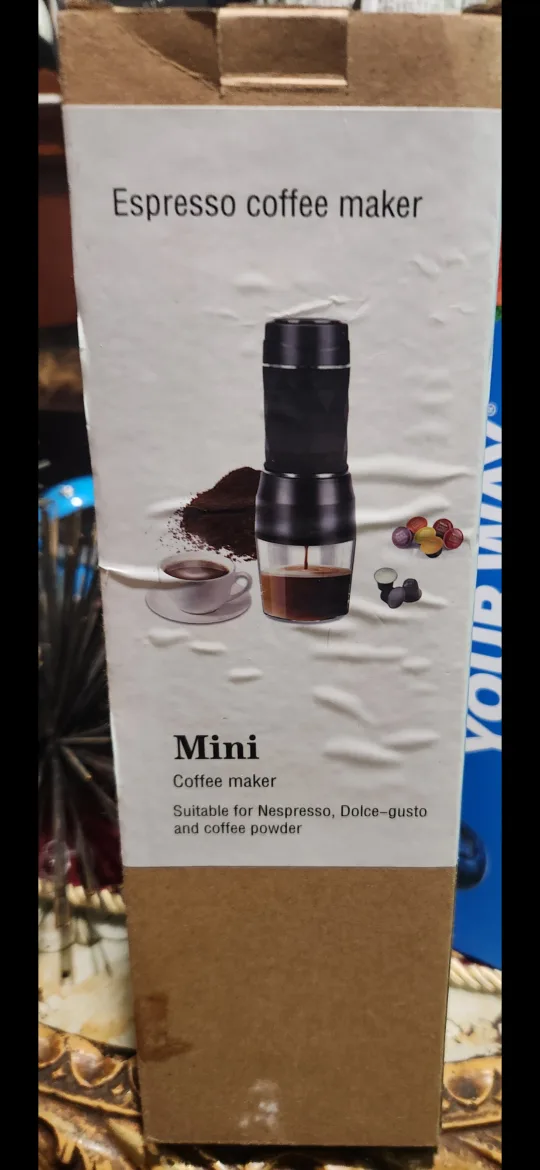 Espresso coffee maker
Mini
Coffee maker
Suitable for Nespresso, Dolce-gusto
and coffee powder
YOUR WAY®